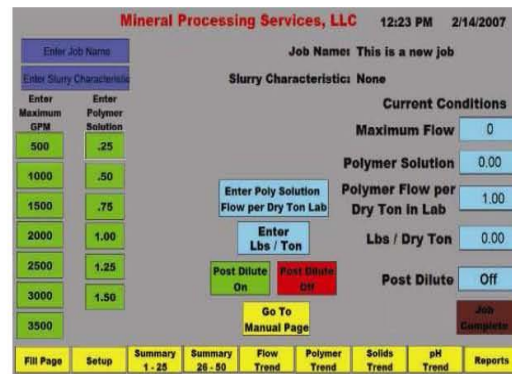 Mineral Processing Services, LLC 12:23 PM 2/14/2007
Enter Job Name
Job Name: This is a new job
Enter Slurry Characteristic
Slurry Characteristic: None
Enter Maximum GPM
Enter Polymer Solution
500 .25
1000 .50
1500 .75
2000 1.00
2500 1.25
3000 1.50
3500
Current Conditions
Maximum Flow 0
Polymer Solution 0.00
Enter Poly Solution
Flow per Dry Ton Lab
Polymer Flow per
Dry Ton in Lab 1.00
Enter
Lbs / Ton
Lbs / Dry Ton 0.00
Post Dilute
On
Post Dilute
Off
Post Dilute Off
Go To
Manual Page
Job
Complete
Fill Page
Setup
Summary
1 - 25
Summary
26 - 50
Flow
Trend
Polymer
Trend
Solids
Trend
pH
Trend
Reports